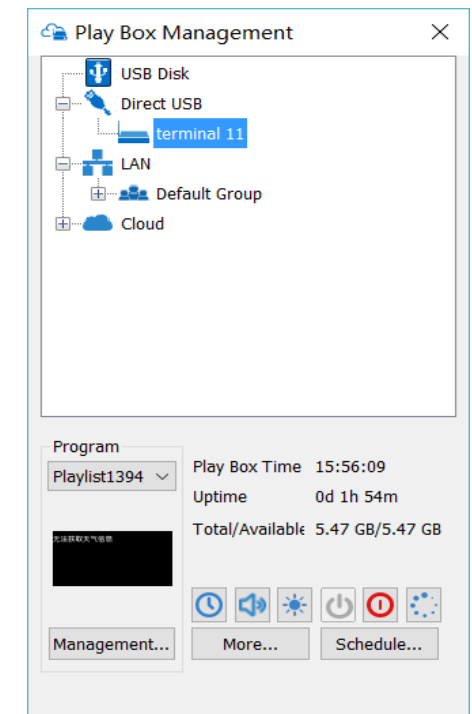 Play Box Management
USB Disk
Direct USB
terminal 11
LAN
Default Group
Cloud
Program
Playlist1394
无法获取天气信息
Play Box Time 15:56:09
Uptime 0d 1h 54m
Total/Available 5.47 GB/5.47 GB
Management...
More...
Schedule...